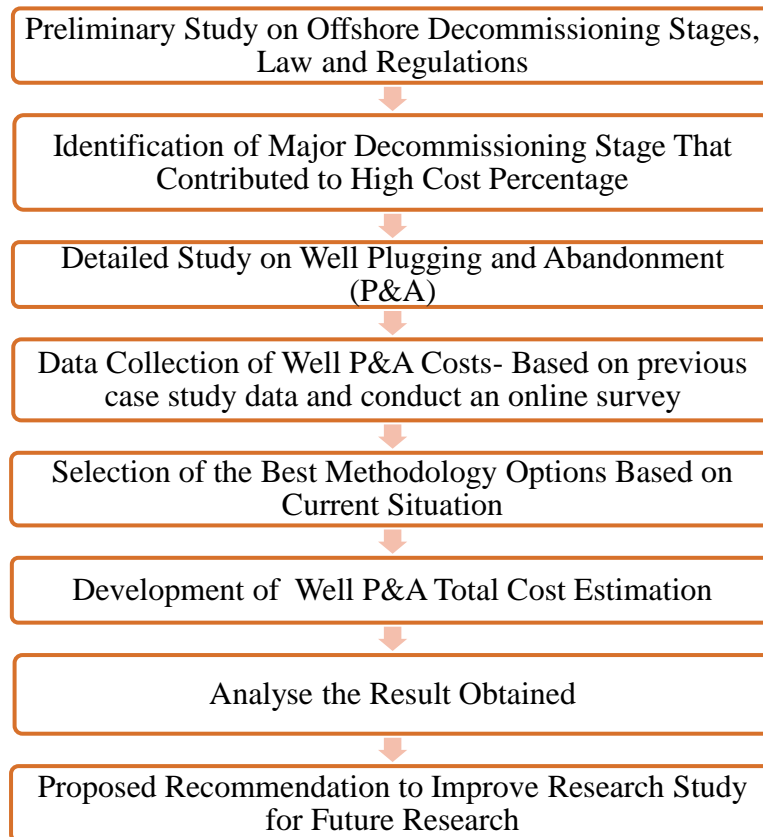 Preliminary Study on Offshore Decommissioning Stages,
Law and Regulations
Identification of Major Decommissioning Stage That
Contributed to High Cost Percentage
Detailed Study on Well Plugging and Abandonment
(P&A)
Data Collection of Well P&A Costs- Based on previous
case study data and conduct an online survey
Selection of the Best Methodology Options Based on
Current Situation
Development of Well P&A Total Cost Estimation
Analyse the Result Obtained
Proposed Recommendation to Improve Research Study
for Future Research